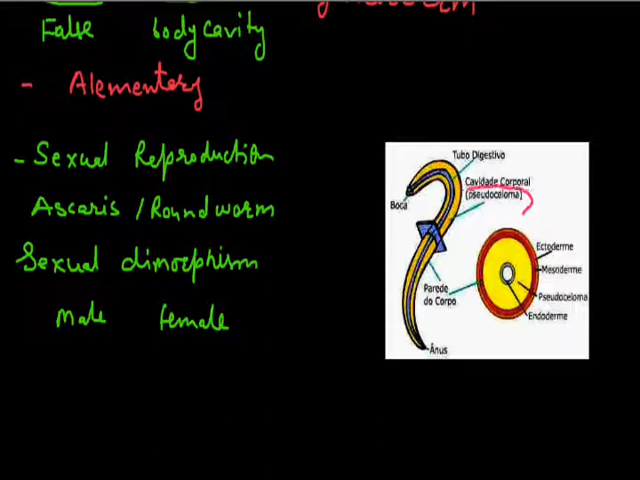 False body cavity
- Alementory
- Sexual Reproduction
Ascaris / Roundworm
Sexual dimorphism
Male Female
Tubo Digestivo
Cavidade Corporal
(pseudoceloma)
Boca
Parede
do Corpo
Ânus
Ectoderme
Mesoderme
Pseudoceloma
Endoderme